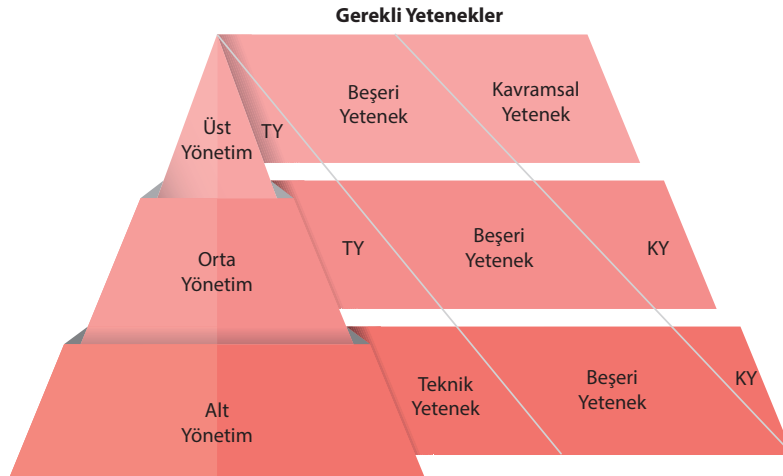 Gerekli Yetenekler
Üst
Yönetim
TY
Beşeri
Yetenek
Kavramsal
Yetenek
Orta
Yönetim
TY
Beşeri
Yetenek
KY
Alt
Yönetim
Teknik
Yetenek
Beşeri
Yetenek
KY